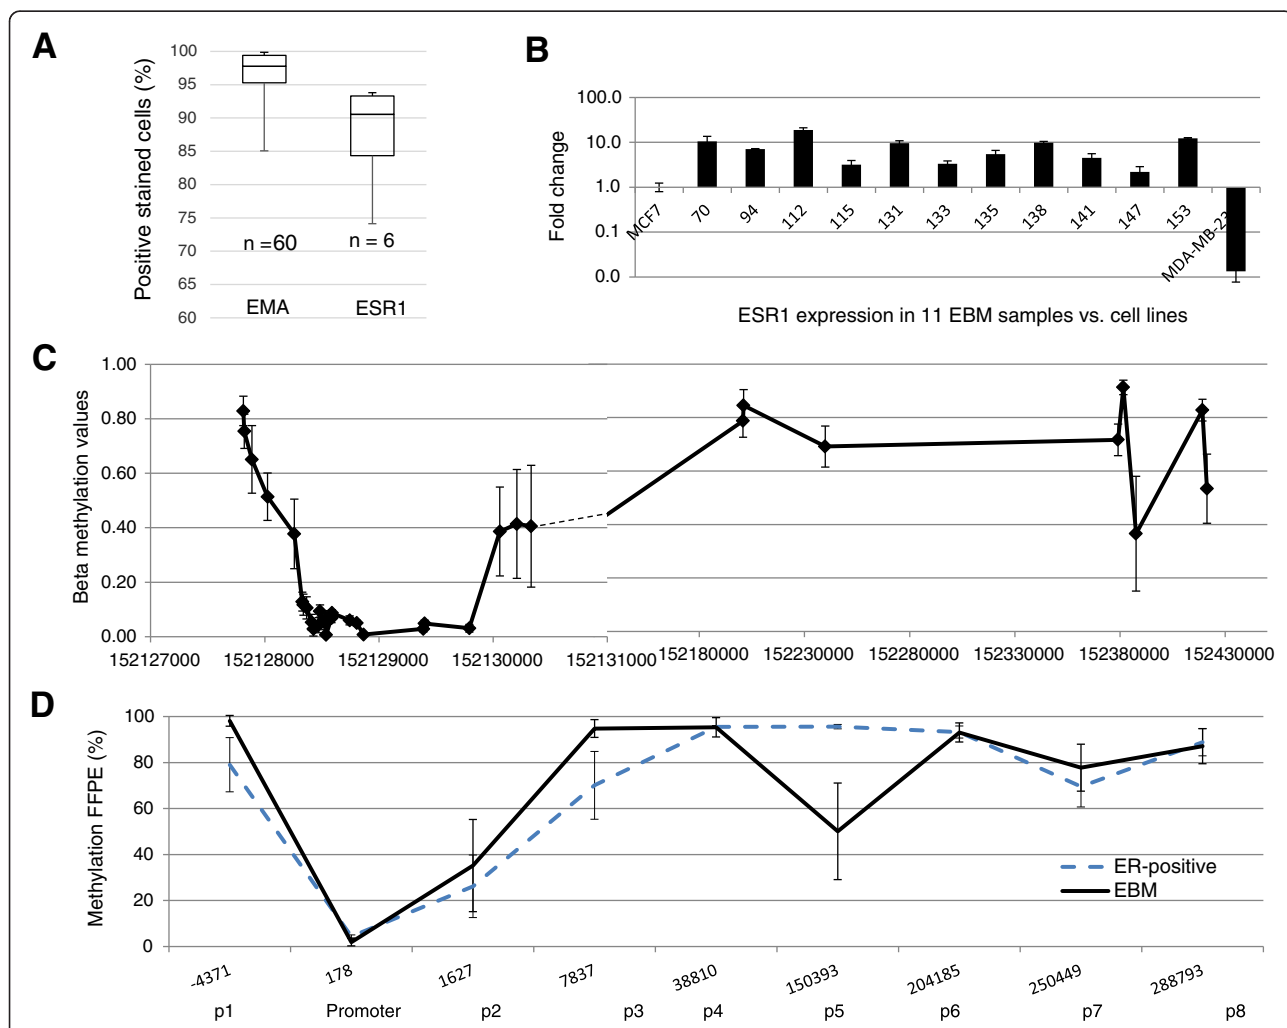 A
Positive stained cells (%)
100
95
90
85
80
75
70
65
60
n =60
n = 6
EMA
ESR1
B
Fold change
100.0
10.0
1.0
0.1
0.0
MCF7
70
94
112
115
131
133
135
138
141
147
153
MDA-MB-23
ESR1 expression in 11 EBM samples vs. cell lines
C
Beta methylation values
1.00
0.80
0.60
0.40
0.20
0.00
152127000 152128000 152129000 152130000 152131000 152180000 152230000 152280000 152330000 152380000 152430000
D
Methylation FFPE (%)
100
80
60
40
20
0
ER-positive
EBM
-4371 178 1627 7837 38810 150393 204185 250449 288793
p1 Promoter p2 p3 p4 p5 p6 p7 p8